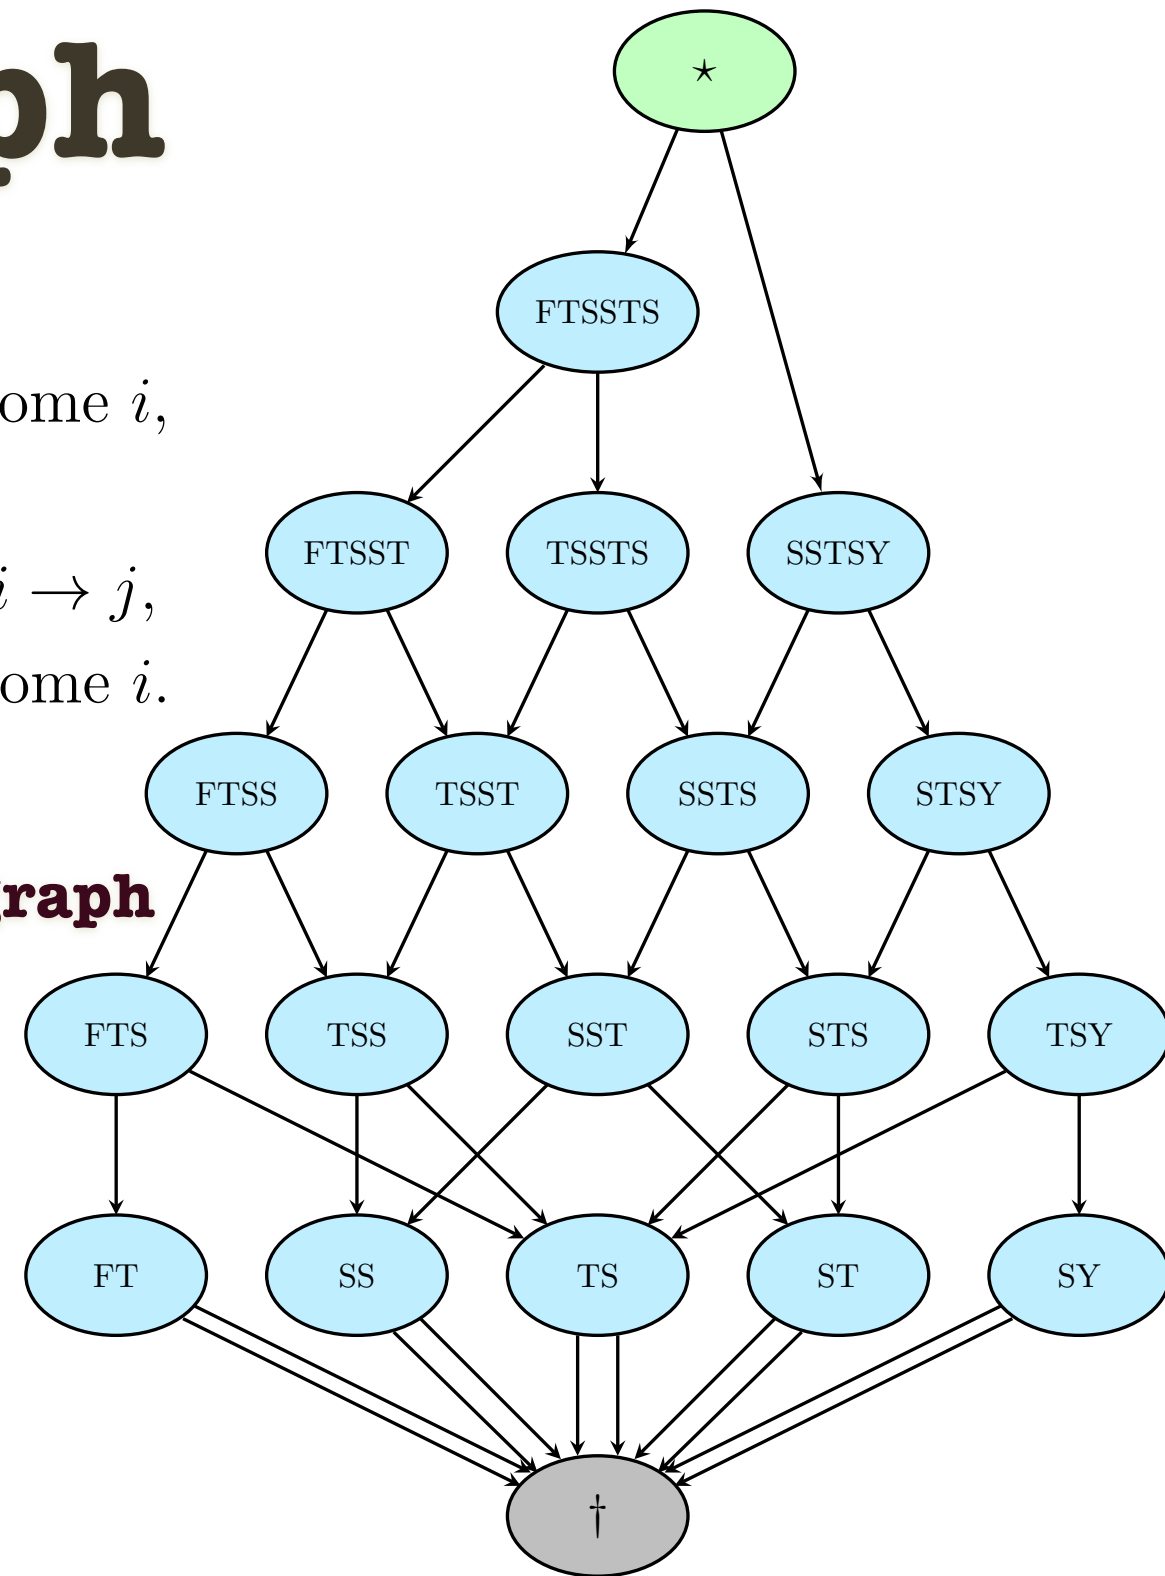 ph
⋆
FTSSTS
ome i,
FTSST TSSTS SSTSY
i → j,
ome i.
FTSS TSST SSTS STSY
graph
FTS TSS SST STS TSY
FT SS TS ST SY
†